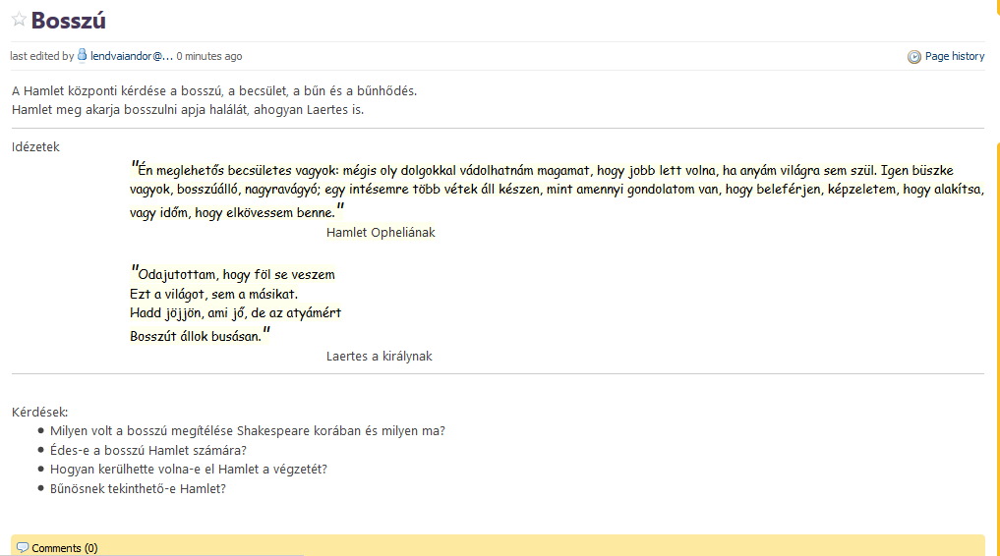 Bosszú
last edited by lendvaiandor@... 0 minutes ago Page history
A Hamlet központi kérdése a bosszú, a becsület, a bűn és a bűnhődés.
Hamlet meg akarja bosszulni apja halálát, ahogyan Laertes is.
Idézetek
"Én meglehetős becsületes vagyok: mégis oly dolgokkal vádolhatnám magamat, hogy jobb lett volna, ha anyám világra sem szül. Igen büszke
vagyok, bosszúálló, nagyravágyó; egy intésemre több vétek áll készen, mint amennyi gondolatom van, hogy beleférjen, képzeletem, hogy alakítsa,
vagy időm, hogy elkövessem benne."
Hamlet Opheliának
"Odajutottam, hogy föl se veszem
Ezt a világot, sem a másikat.
Hadd jöjjön, ami jő, de az atyámért
Bosszút állok busásan."
Laertes a királynak
Kérdések:
Milyen volt a bosszú megítélése Shakespeare korában és milyen ma?
Édes-e a bosszú Hamlet számára?
Hogyan kerülhette volna-e el Hamlet a végzetét?
Bűnösnek tekinthető-e Hamlet?
Comments (0)